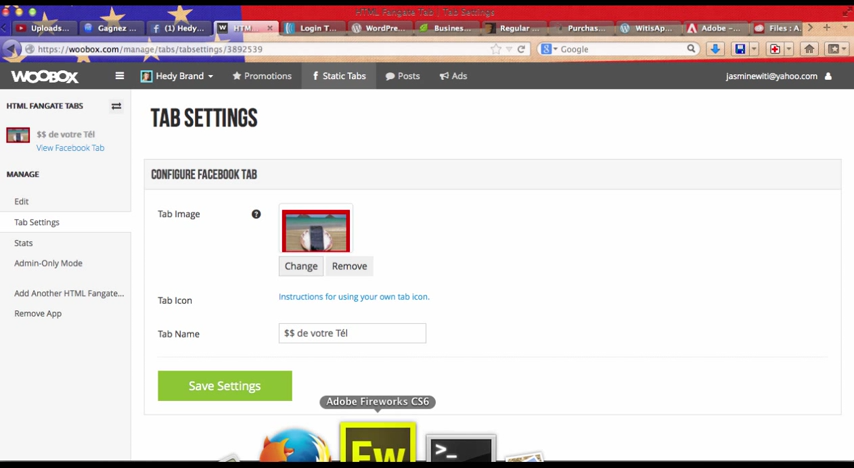 HTML Fangate Tab | Tab Settings
Uploads...
Gagnez ...
(1) Hedy...
HTM...
Login T...
WordPre...
Busines...
Regular ...
Purchas...
WitisApp...
Adobe –...
Files : A...
https://woobox.com/manage/tabs/tabsettings/3892539
Google
WOOBOX
Hedy Brand
Promotions
Static Tabs
Posts
Ads
jasminewiti@yahoo.com
HTML FANGATE TABS
$$ de votre Tél
View Facebook Tab
MANAGE
Edit
Tab Settings
Stats
Admin-Only Mode
Add Another HTML Fangate...
Remove App
TAB SETTINGS
CONFIGURE FACEBOOK TAB
Tab Image
?
Change
Remove
Tab Icon
Instructions for using your own tab icon.
Tab Name
$$ de votre Tél
Save Settings
Adobe Fireworks CS6
Fw
>_